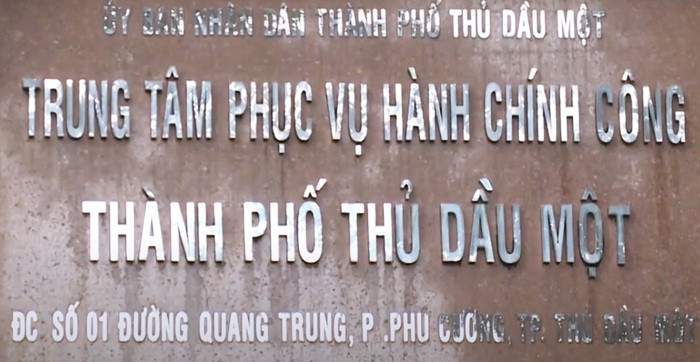 ỦY BAN NHÂN DÂN THÀNH PHỐ THỦ DẦU MỘT
TRUNG TÂM PHỤC VỤ HÀNH CHÍNH CÔNG
THÀNH PHỐ THỦ DẦU MỘT
ĐC SỐ 01 ĐƯỜNG QUANG TRUNG, P .PHÚ CƯỜNG, TP. THỦ DẦU MỘT